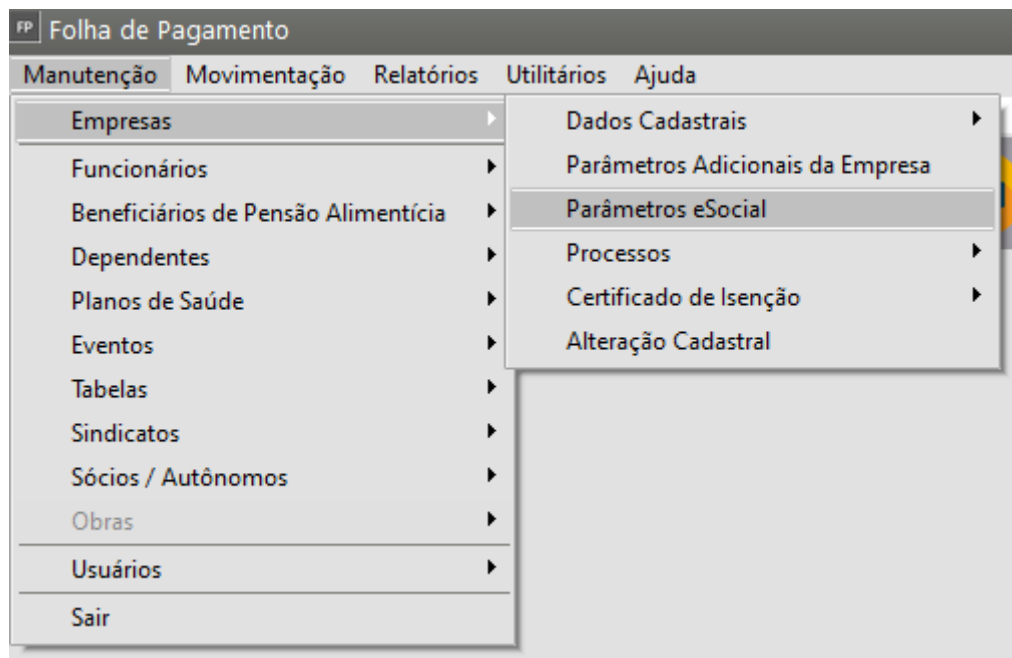 FP Folha de Pagamento
Manutenção Movimentação Relatórios Utilitários Ajuda
Empresas
Funcionários
Beneficiários de Pensão Alimentícia
Dependentes
Planos de Saúde
Eventos
Tabelas
Sindicatos
Sócios / Autônomos
Obras
Usuários
Sair
Dados Cadastrais
Parâmetros Adicionais da Empresa
Parâmetros eSocial
Processos
Certificado de Isenção
Alteração Cadastral